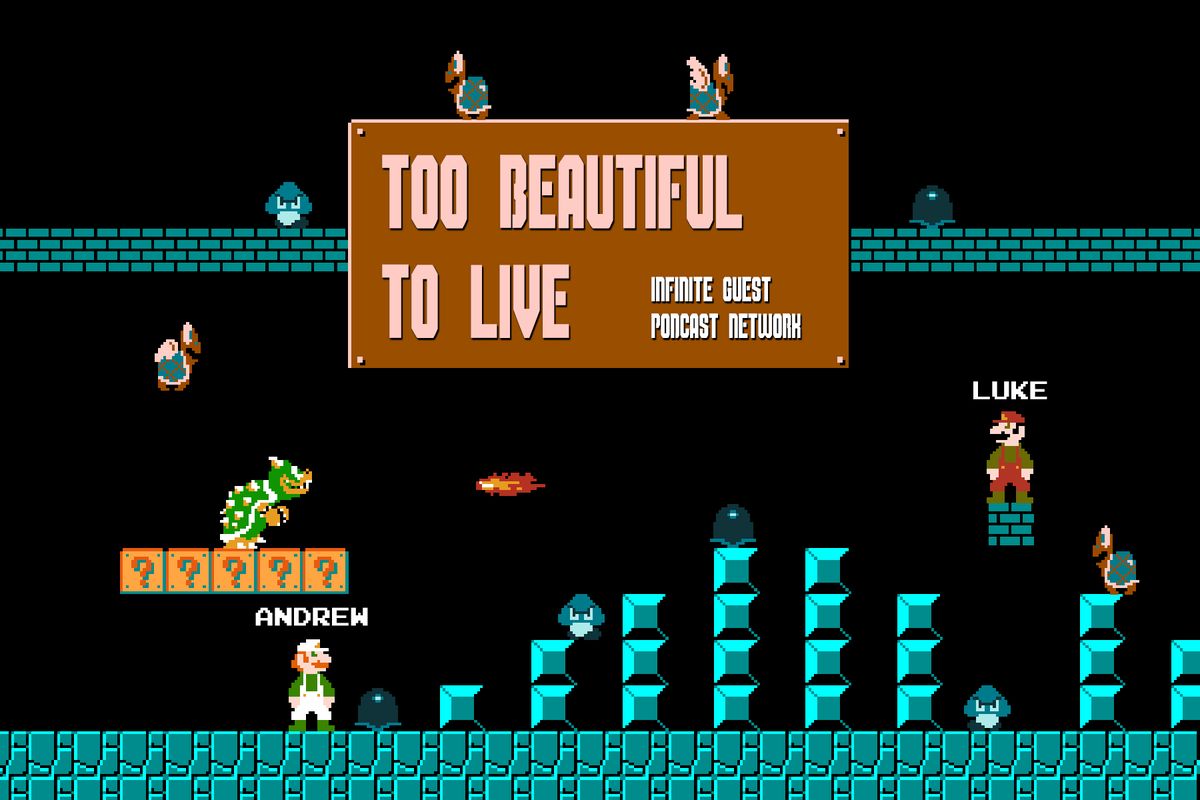 TOO BEAUTIFUL
TO LIVE
INFINITE GUEST
PODCAST NETWORK
LUKE
? ? ? ? ?
ANDREW